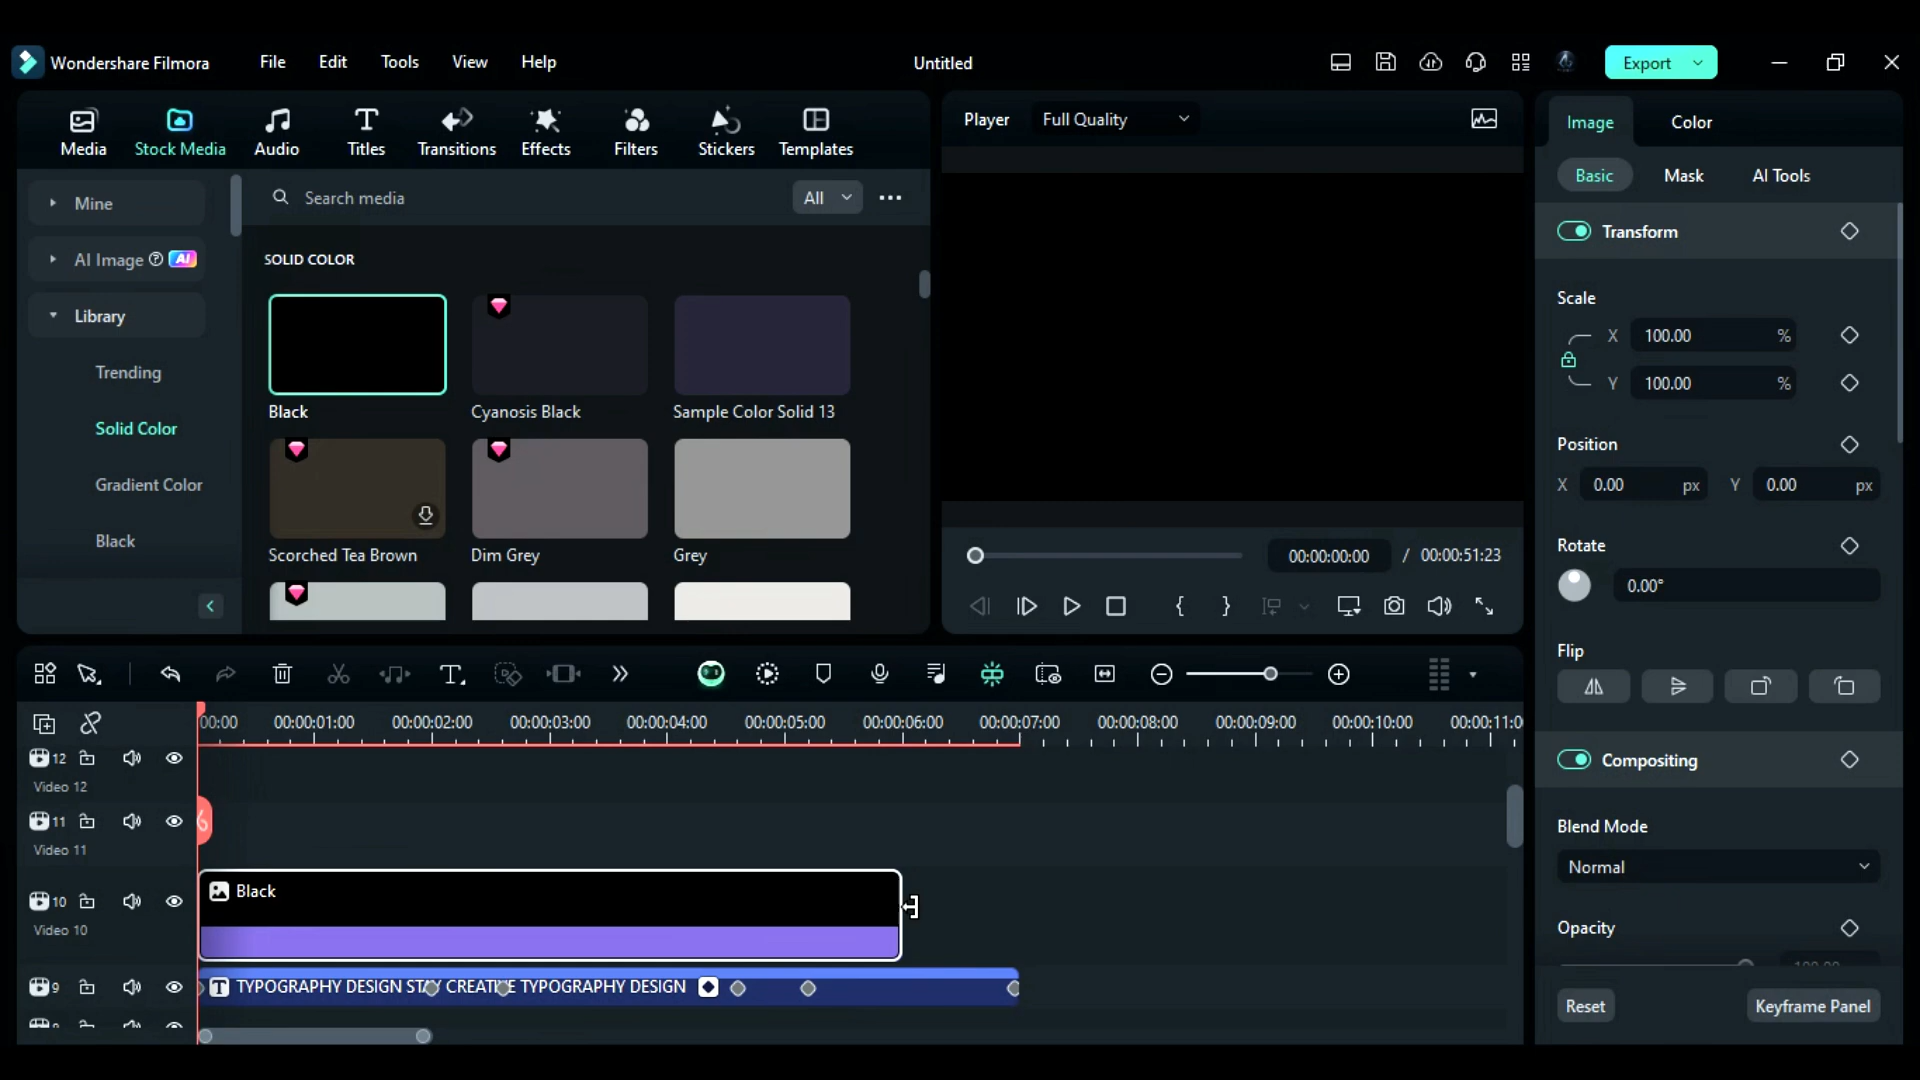 Wondershare Filmora File Edit Tools View Help Untitled Export
Media Stock Media Audio Titles Transitions Effects Filters Stickers Templates
Mine
AI Image AI
Library
Trending
Solid Color
Gradient Color
Black
Search media All
SOLID COLOR
Black Cyanosis Black Sample Color Solid 13
Scorched Tea Brown Dim Grey Grey
Player Full Quality
00:00:00:00 / 00:00:51:23
Image Color
Basic Mask AI Tools
Transform
Scale
X 100.00 %
Y 100.00 %
Position
X 0.00 px Y 0.00 px
Rotate
0.00°
Flip
Compositing
Blend Mode
Normal
Opacity
Reset Keyframe Panel
00:00 00:00:01:00 00:00:02:00 00:00:03:00 00:00:04:00 00:00:05:00 00:00:06:00 00:00:07:00 00:00:08:00 00:00:09:00 00:00:10:00 00:00:11:0
12
Video 12
11
Video 11
10 Black
Video 10
9 TYPOGRAPHY DESIGN STAY CREATIVE TYPOGRAPHY DESIGN